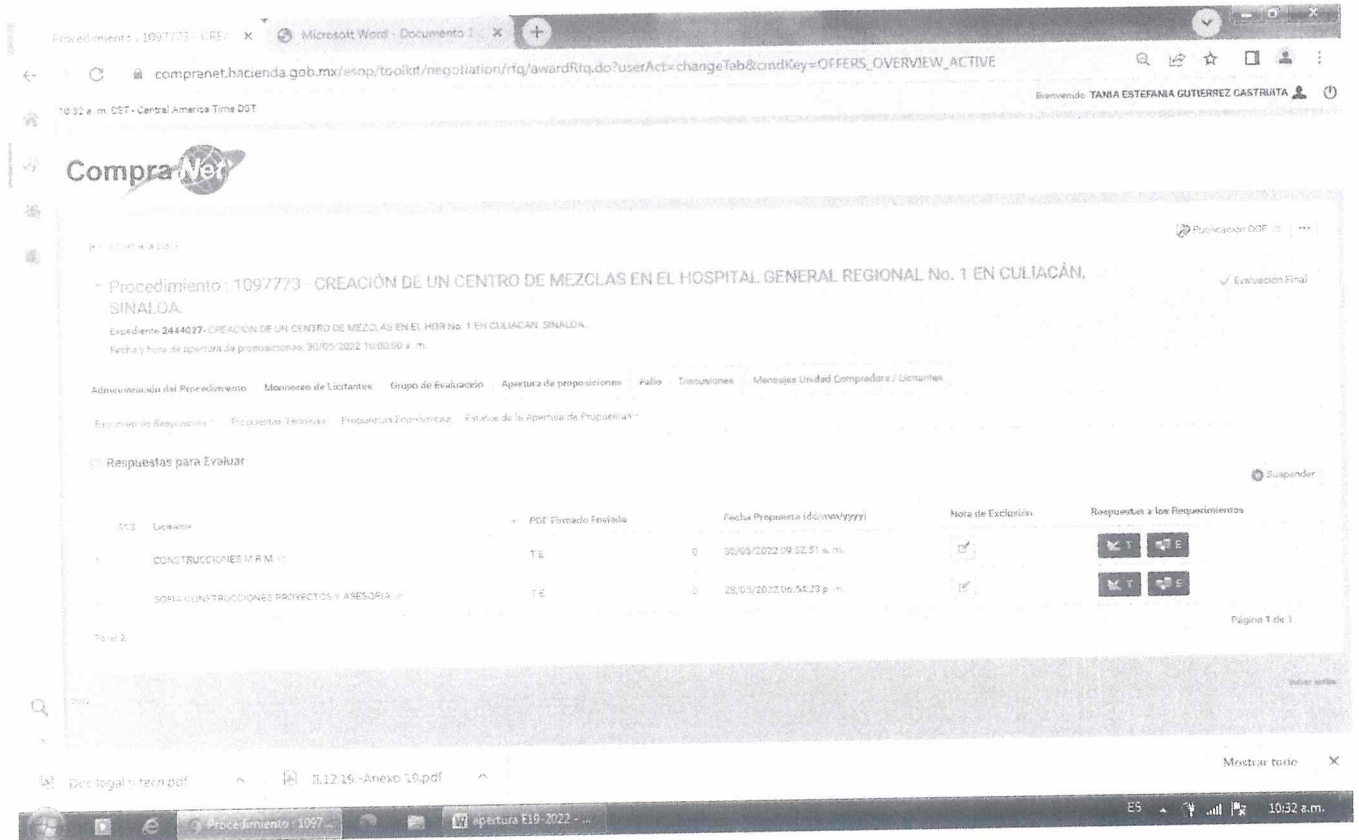 Procedimiento : 1097773 - CREA
Microsoft Word - Documento 1
compranet.hacienda.gob.mx/esop/toolkit/negotiation/rfq/awardRfq.do?userAct=changeTab&cmdKey=OFFERS_OVERVIEW_ACTIVE
10:32 a. m. CST - Central America Time DST
Bienvenido TANIA ESTEFANIA GUTIERREZ CASTRUITA
CompraNet
Publicación DOF
Procedimiento : 1097773 - CREACIÓN DE UN CENTRO DE MEZCLAS EN EL HOSPITAL GENERAL REGIONAL No. 1 EN CULIACÁN,
SINALOA.
Evaluación Final
Expediente 2444027- CREACIÓN DE UN CENTRO DE MEZCLAS EN EL HGR No. 1 EN CULIACAN, SINALOA.
Fecha y hora de apertura de proposiciones: 30/05/2022 10:00:00 a. m.
Administración del Procedimiento Monitoreo de Licitantes Grupo de Evaluación Apertura de proposiciones Fallo Discusiones Mensajes Unidad Compradora / Licitantes
Resumen de Respuestas Propuestas Técnicas Propuestas Económicas Estatus de la Apertura de Propuestas
Respuestas para Evaluar
Suspender
Licitante PDF Firmado Enviado Fecha Propuesta (dd/mm/yyyy) Nota de Exclusión Respuestas a los Requerimientos
1 CONSTRUCCIONES M R M T E 0 30/05/2022 09:52:51 a. m. T E
SORIA CONSTRUCCIONES PROYECTOS Y ASESORIA T E 0 28/05/2022 06:54:23 p. m. T E
Total 2
Página 1 de 1
Volver arriba
Doc legal y tecn.pdf
II.12.19.-Anexo 19.pdf
Mostrar todo
Procedimiento : 1097...
apertura E19-2022 - ...
ES
10:32 a.m.